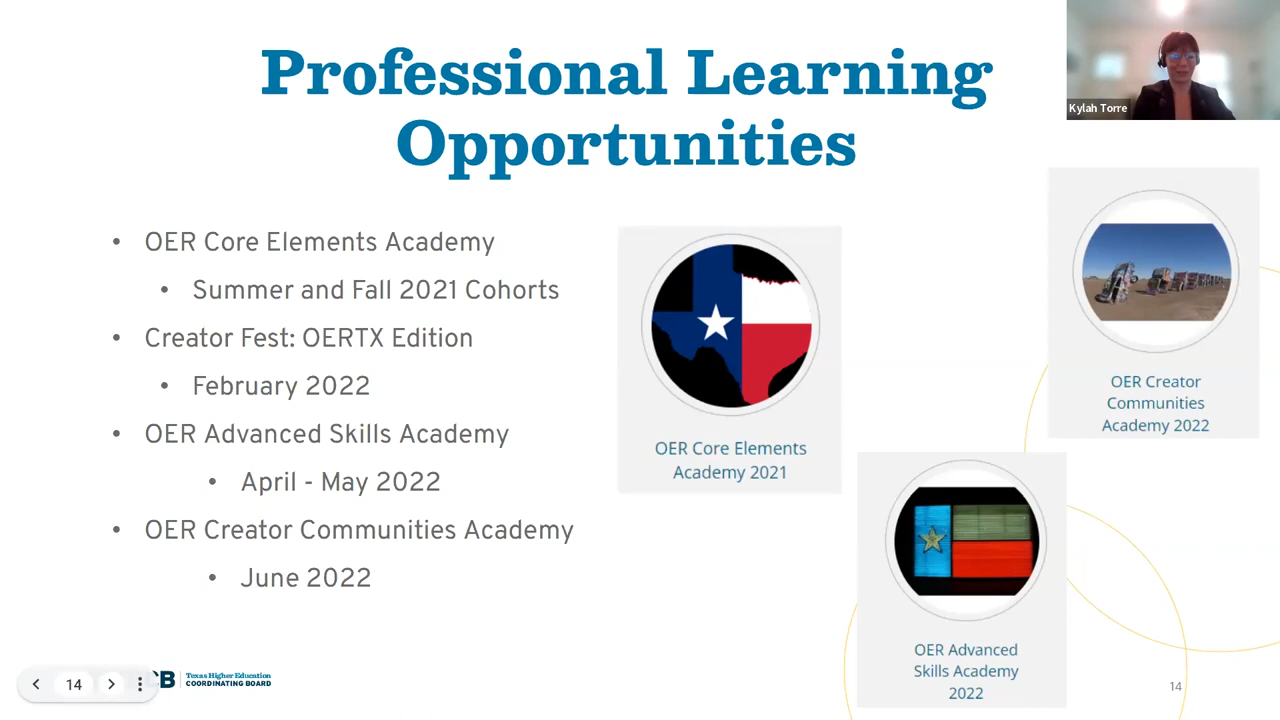 Professional Learning
Opportunities
Kylah Torre
• OER Core Elements Academy
• Summer and Fall 2021 Cohorts
• Creator Fest: OERTX Edition
• February 2022
• OER Advanced Skills Academy
• April - May 2022
• OER Creator Communities Academy
• June 2022
OER Core Elements
Academy 2021
OER Creator
Communities
Academy 2022
OER Advanced
Skills Academy
2022
14
B
Texas Higher Education
COORDINATING BOARD
14